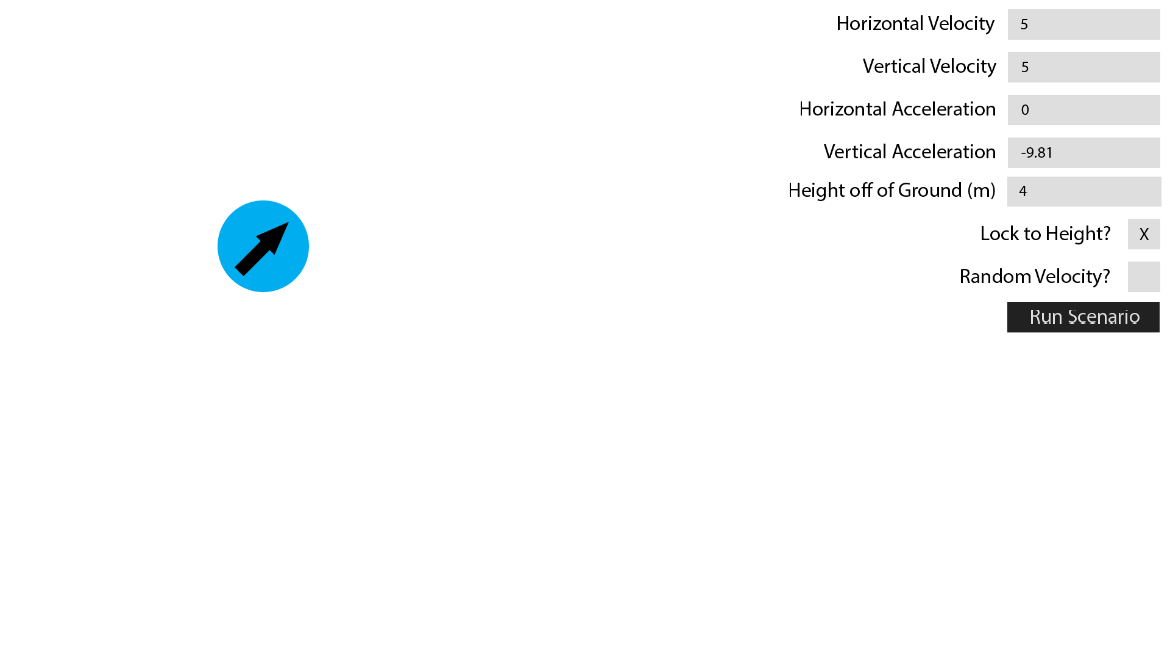 Horizontal Velocity 5
Vertical Velocity 5
Horizontal Acceleration 0
Vertical Acceleration -9.81
Height off of Ground (m) 4
Lock to Height? X
Random Velocity?
Run Scenario